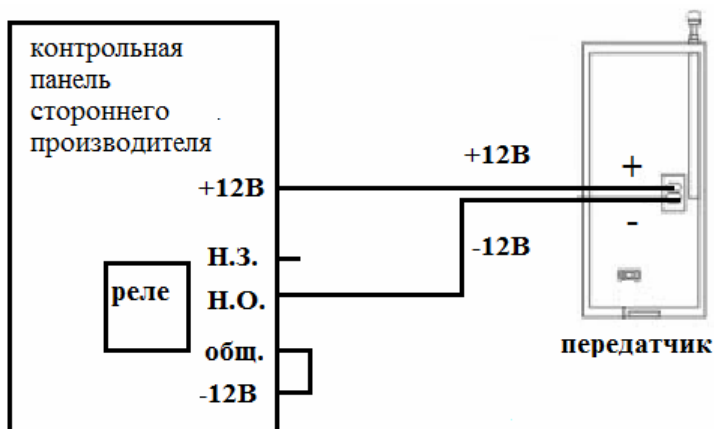 контрольная
панель
стороннего
производителя
+12В
+12В
+
-
-12В
Н.З.
реле
Н.О.
общ.
-12В
передатчик